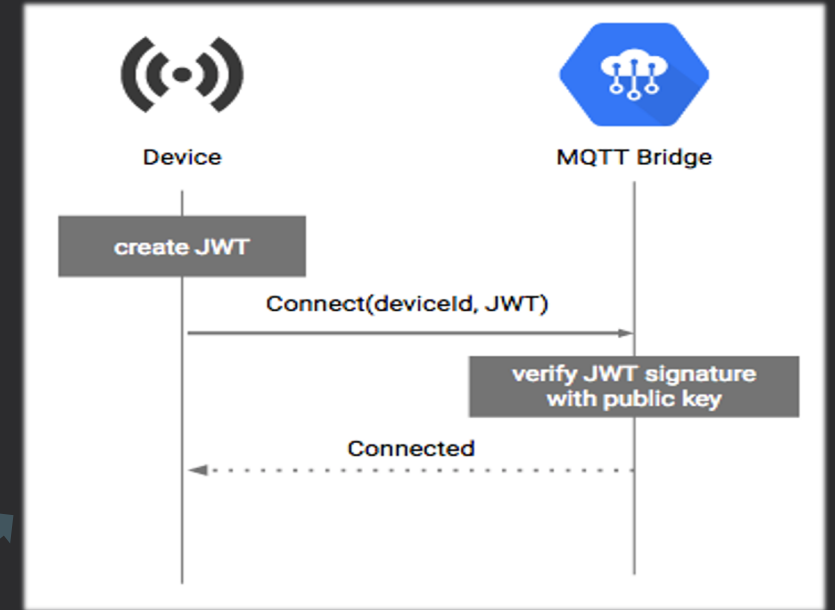 Device
MQTT Bridge
create JWT
Connect(deviceId, JWT)
verify JWT signature
with public key
Connected